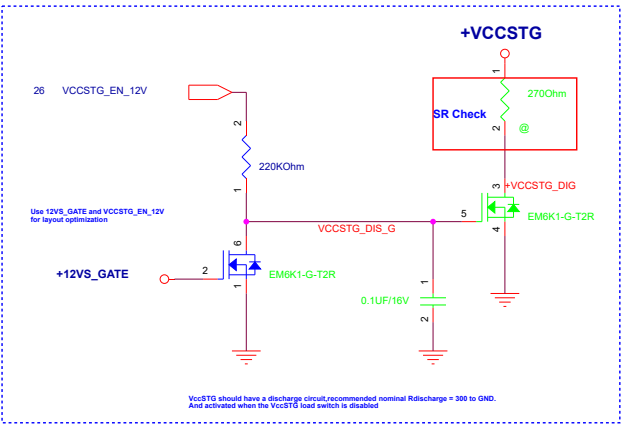 +VCCSTG
26 VCCSTG_EN_12V
1
270Ohm
SR Check
2
@
2
220KOhm
1
3
+VCCSTG_DIG
Use 12VS_GATE and VCCSTG_EN_12V
for layout optimization
5
EM6K1-G-T2R
VCCSTG_DIS_G
4
6
+12VS_GATE
2
EM6K1-G-T2R
1
1
0.1UF/16V
2
VccSTG should have a discharge circuit,recommended nominal Rdischarge = 300 to GND.
And activated when the VccSTG load switch is disabled